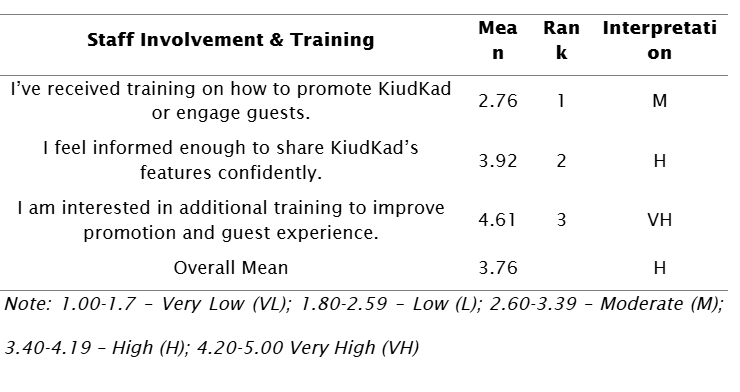 Staff Involvement & Training Mea Ran Interpretati
n k on
I've received training on how to promote KiudKad
or engage guests. 2.76 1 M
I feel informed enough to share KiudKad's
features confidently. 3.92 2 H
I am interested in additional training to improve
promotion and guest experience. 4.61 3 VH
Overall Mean 3.76 H
Note: 1.00-1.7 – Very Low (VL); 1.80-2.59 – Low (L); 2.60-3.39 – Moderate (M);
3.40-4.19 – High (H); 4.20-5.00 Very High (VH)